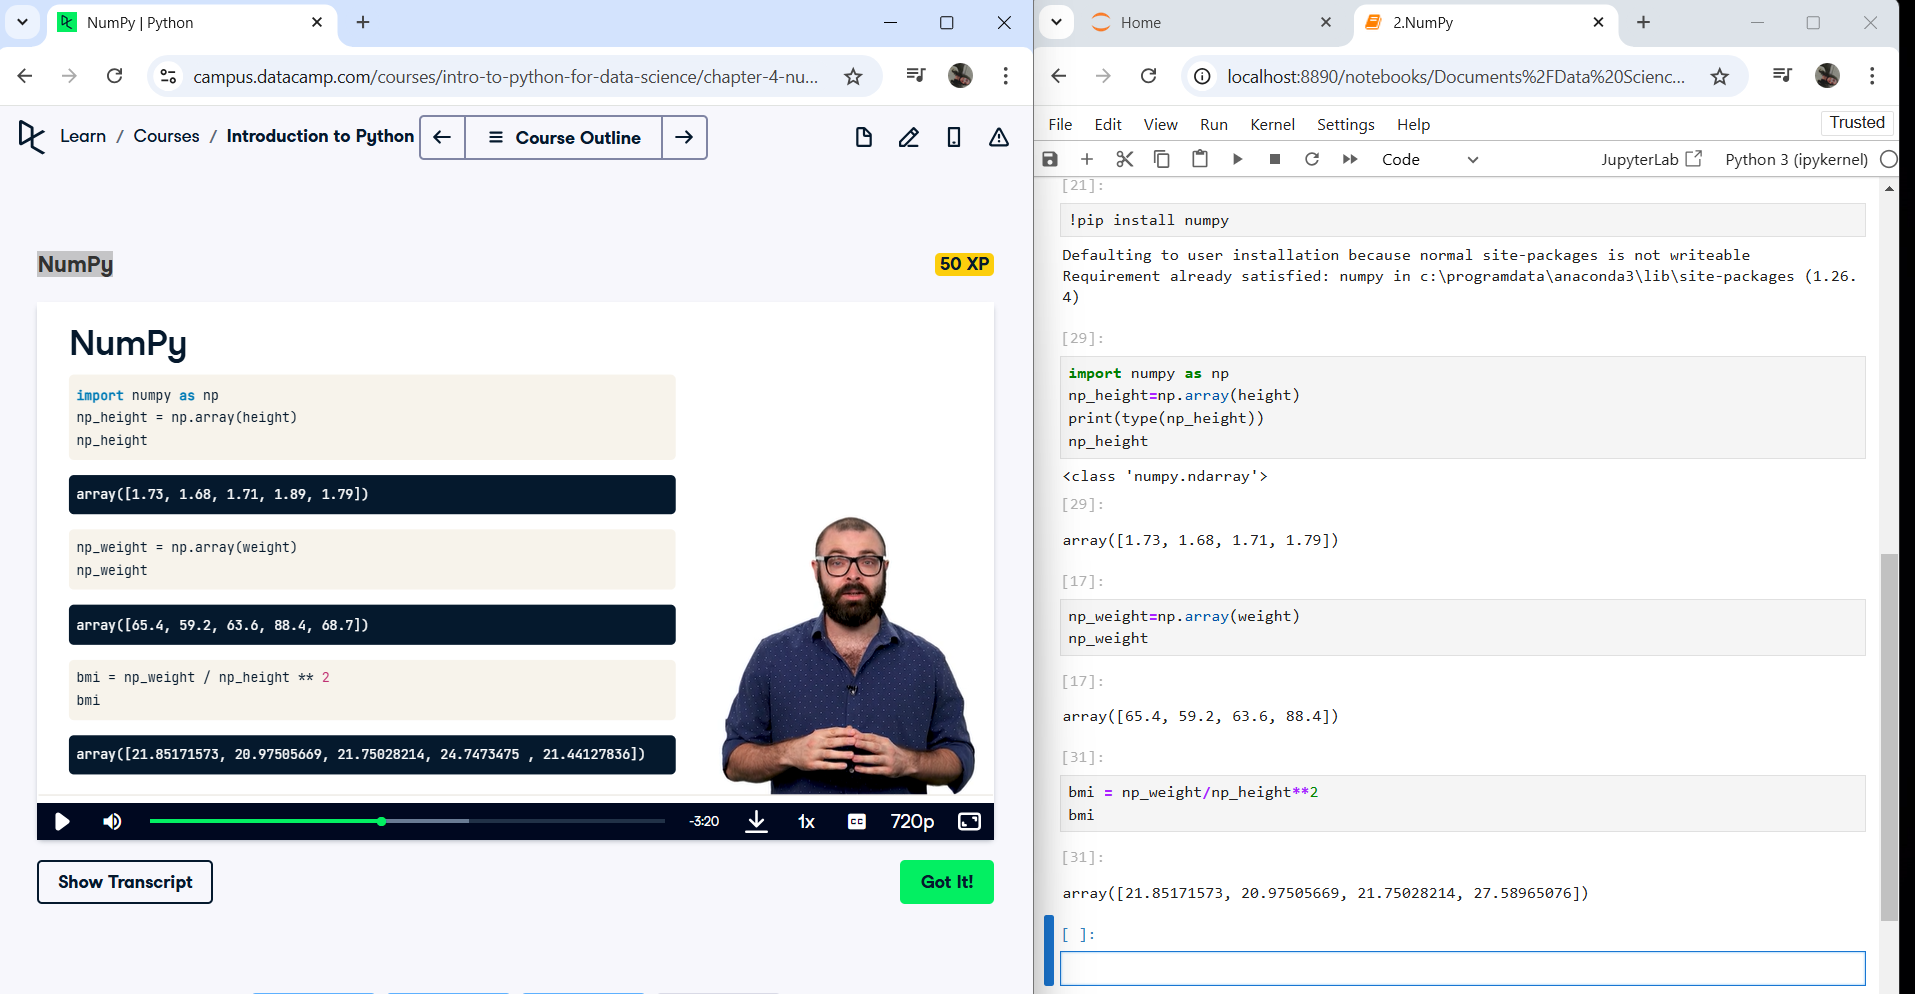 NumPy | Python
campus.datacamp.com/courses/intro-to-python-for-data-science/chapter-4-nu...
Learn / Courses / Introduction to Python
Course Outline
NumPy
50 XP
NumPy
import numpy as np
np_height = np.array(height)
np_height
array([1.73, 1.68, 1.71, 1.89, 1.79])
np_weight = np.array(weight)
np_weight
array([65.4, 59.2, 63.6, 88.4, 68.7])
bmi = np_weight / np_height ** 2
bmi
array([21.85171573, 20.97505669, 21.75028214, 24.7473475 , 21.44127836])
-3:20
1x
CC
720p
Show Transcript
Got It!
Home
2.NumPy
localhost:8890/notebooks/Documents%2FData%20Scienc...
File Edit View Run Kernel Settings Help
Trusted
Code
JupyterLab
Python 3 (ipykernel)
[21]:
!pip install numpy
Defaulting to user installation because normal site-packages is not writeable
Requirement already satisfied: numpy in c:\programdata\anaconda3\lib\site-packages (1.26.
4)
[29]:
import numpy as np
np_height=np.array(height)
print(type(np_height))
np_height
<class 'numpy.ndarray'>
[29]:
array([1.73, 1.68, 1.71, 1.79])
[17]:
np_weight=np.array(weight)
np_weight
[17]:
array([65.4, 59.2, 63.6, 88.4])
[31]:
bmi = np_weight/np_height**2
bmi
[31]:
array([21.85171573, 20.97505669, 21.75028214, 27.58965076])
[ ]: